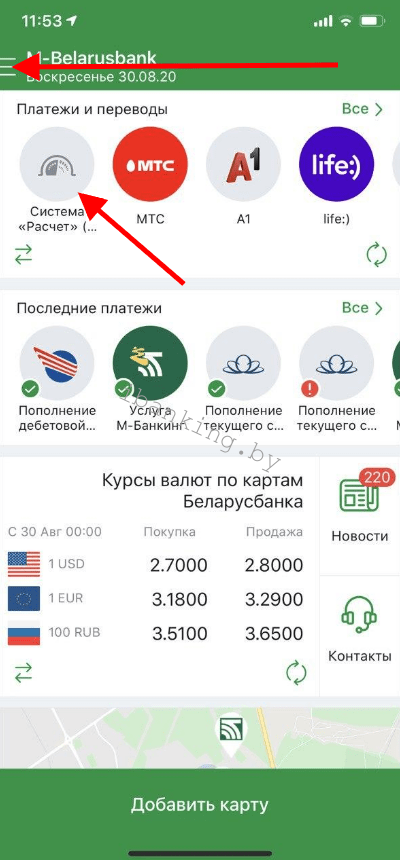 11:53
M-Belarusbank
Воскресенье 30.08.20
Платежи и переводы
Все
МТС
А1
life:)
Система «Расчет» (...
МТС
А1
life:)
Последние платежи
Все
Пополнение дебетовой...
Услуга М-Банкинг
Пополнение текущего с...
Пополнение текущего с...
ibanking.by
Курсы валют по картам
Беларусбанка
С 30 Авг 00:00 Покупка Продажа
1 USD 2.7000 2.8000
1 EUR 3.1800 3.2900
100 RUB 3.5100 3.6500
220
Новости
Контакты
Добавить карту